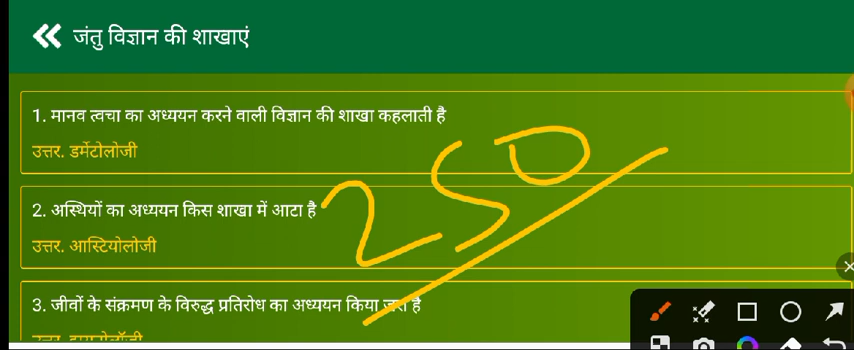 जंतु विज्ञान की शाखाएं
1. मानव त्वचा का अध्ययन करने वाली विज्ञान की शाखा कहलाती है
उत्तर. डर्मेटोलोजी
2. अस्थियों का अध्ययन किस शाखा में आटा है
उत्तर. आस्टियोलोजी
250
3. जीवों के संक्रमण के विरुद्ध प्रतिरोध का अध्ययन किया जाता है